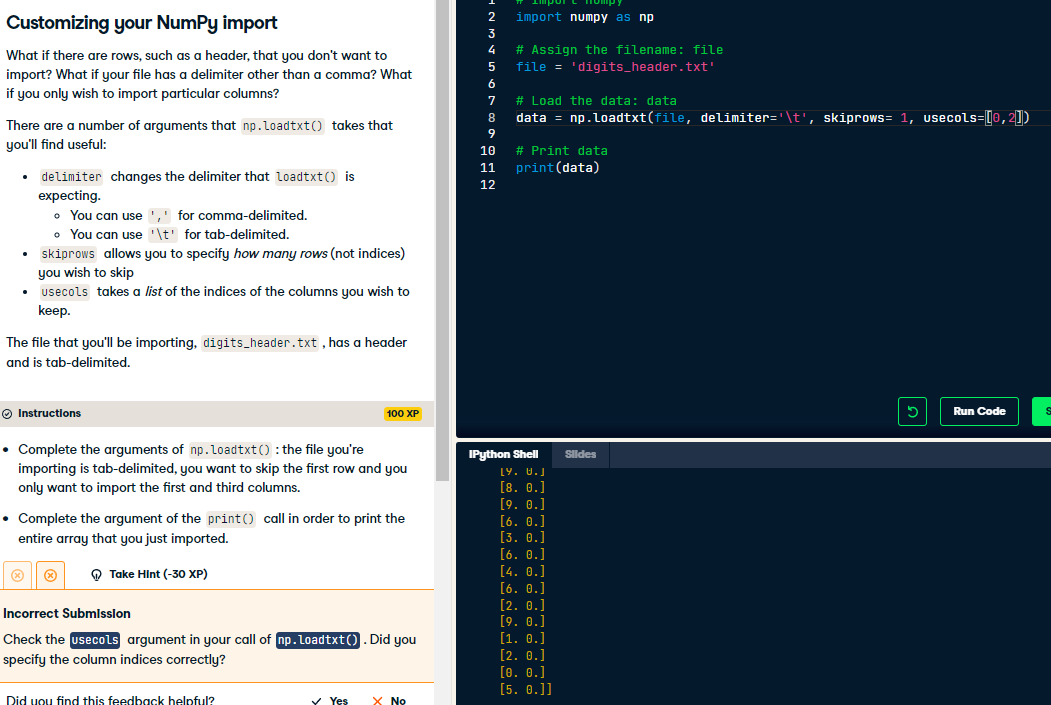 Customizing your NumPy import
What if there are rows, such as a header, that you don't want to
import? What if your file has a delimiter other than a comma? What
if you only wish to import particular columns?
There are a number of arguments that np.loadtxt() takes that
you'll find useful:
delimiter changes the delimiter that loadtxt() is
expecting.
You can use ',' for comma-delimited.
You can use '\t' for tab-delimited.
skiprows allows you to specify how many rows (not indices)
you wish to skip
usecols takes a list of the indices of the columns you wish to
keep.
The file that you'll be importing, digits_header.txt , has a header
and is tab-delimited.
Instructions
100 XP
Complete the arguments of np.loadtxt() : the file you're
importing is tab-delimited, you want to skip the first row and you
only want to import the first and third columns.
Complete the argument of the print() call in order to print the
entire array that you just imported.
Take Hint (-30 XP)
Incorrect Submission
Check the usecols argument in your call of np.loadtxt() . Did you
specify the column indices correctly?
Did you find this feedback helpful?
Yes
No
1 # Import numpy
2 import numpy as np
3
4 # Assign the filename: file
5 file = 'digits_header.txt'
6
7 # Load the data: data
8 data = np.loadtxt(file, delimiter='\t', skiprows= 1, usecols=[0,2])
9
10 # Print data
11 print(data)
12
Run Code
S
IPython Shell
Slides
[9. 0.]
[8. 0.]
[9. 0.]
[6. 0.]
[3. 0.]
[6. 0.]
[4. 0.]
[6. 0.]
[2. 0.]
[9. 0.]
[1. 0.]
[2. 0.]
[0. 0.]
[5. 0.]]